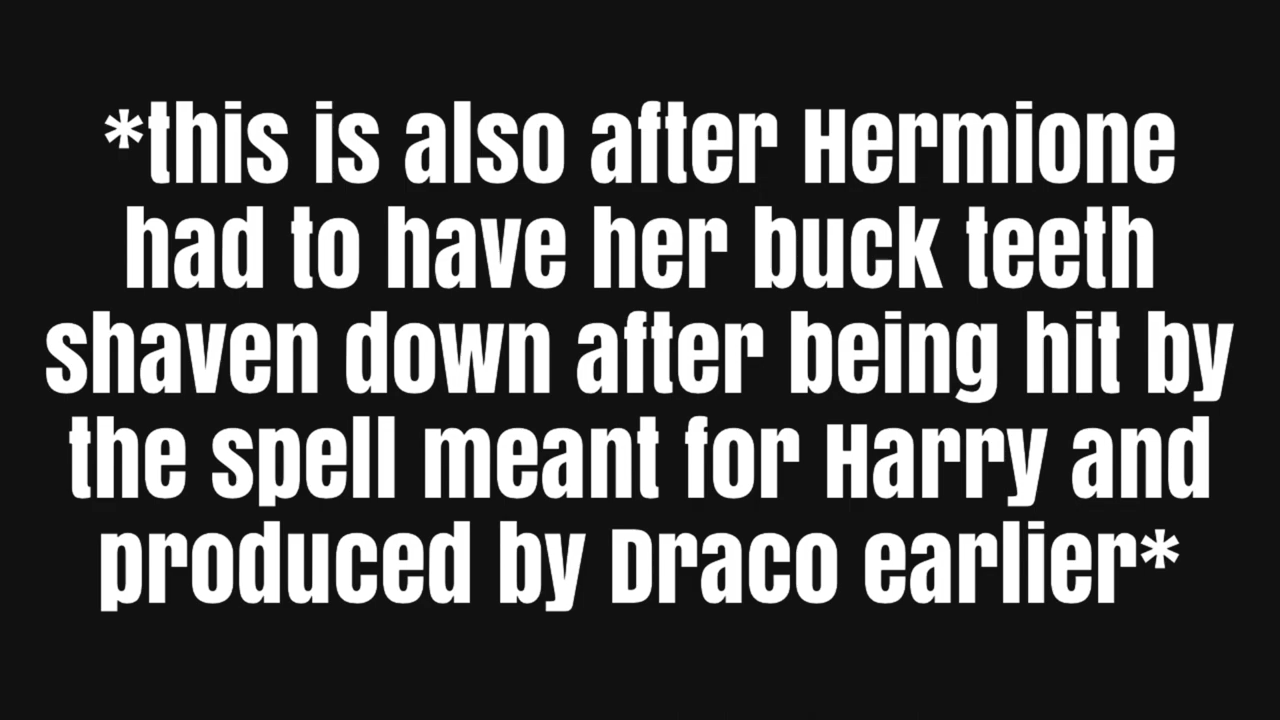 *this is also after Hermione
had to have her buck teeth
shaven down after being hit by
the spell meant for Harry and
produced by Draco earlier*